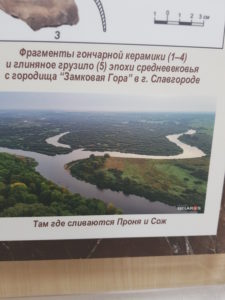 0 1 2 3 см
3
Фрагменты гончарной керамики (1–4)
и глиняное грузило (5) эпохи средневековья
с городища "Замковая Гора" в г. Славгороде
BELARUS
Там где сливаются Проня и Сож